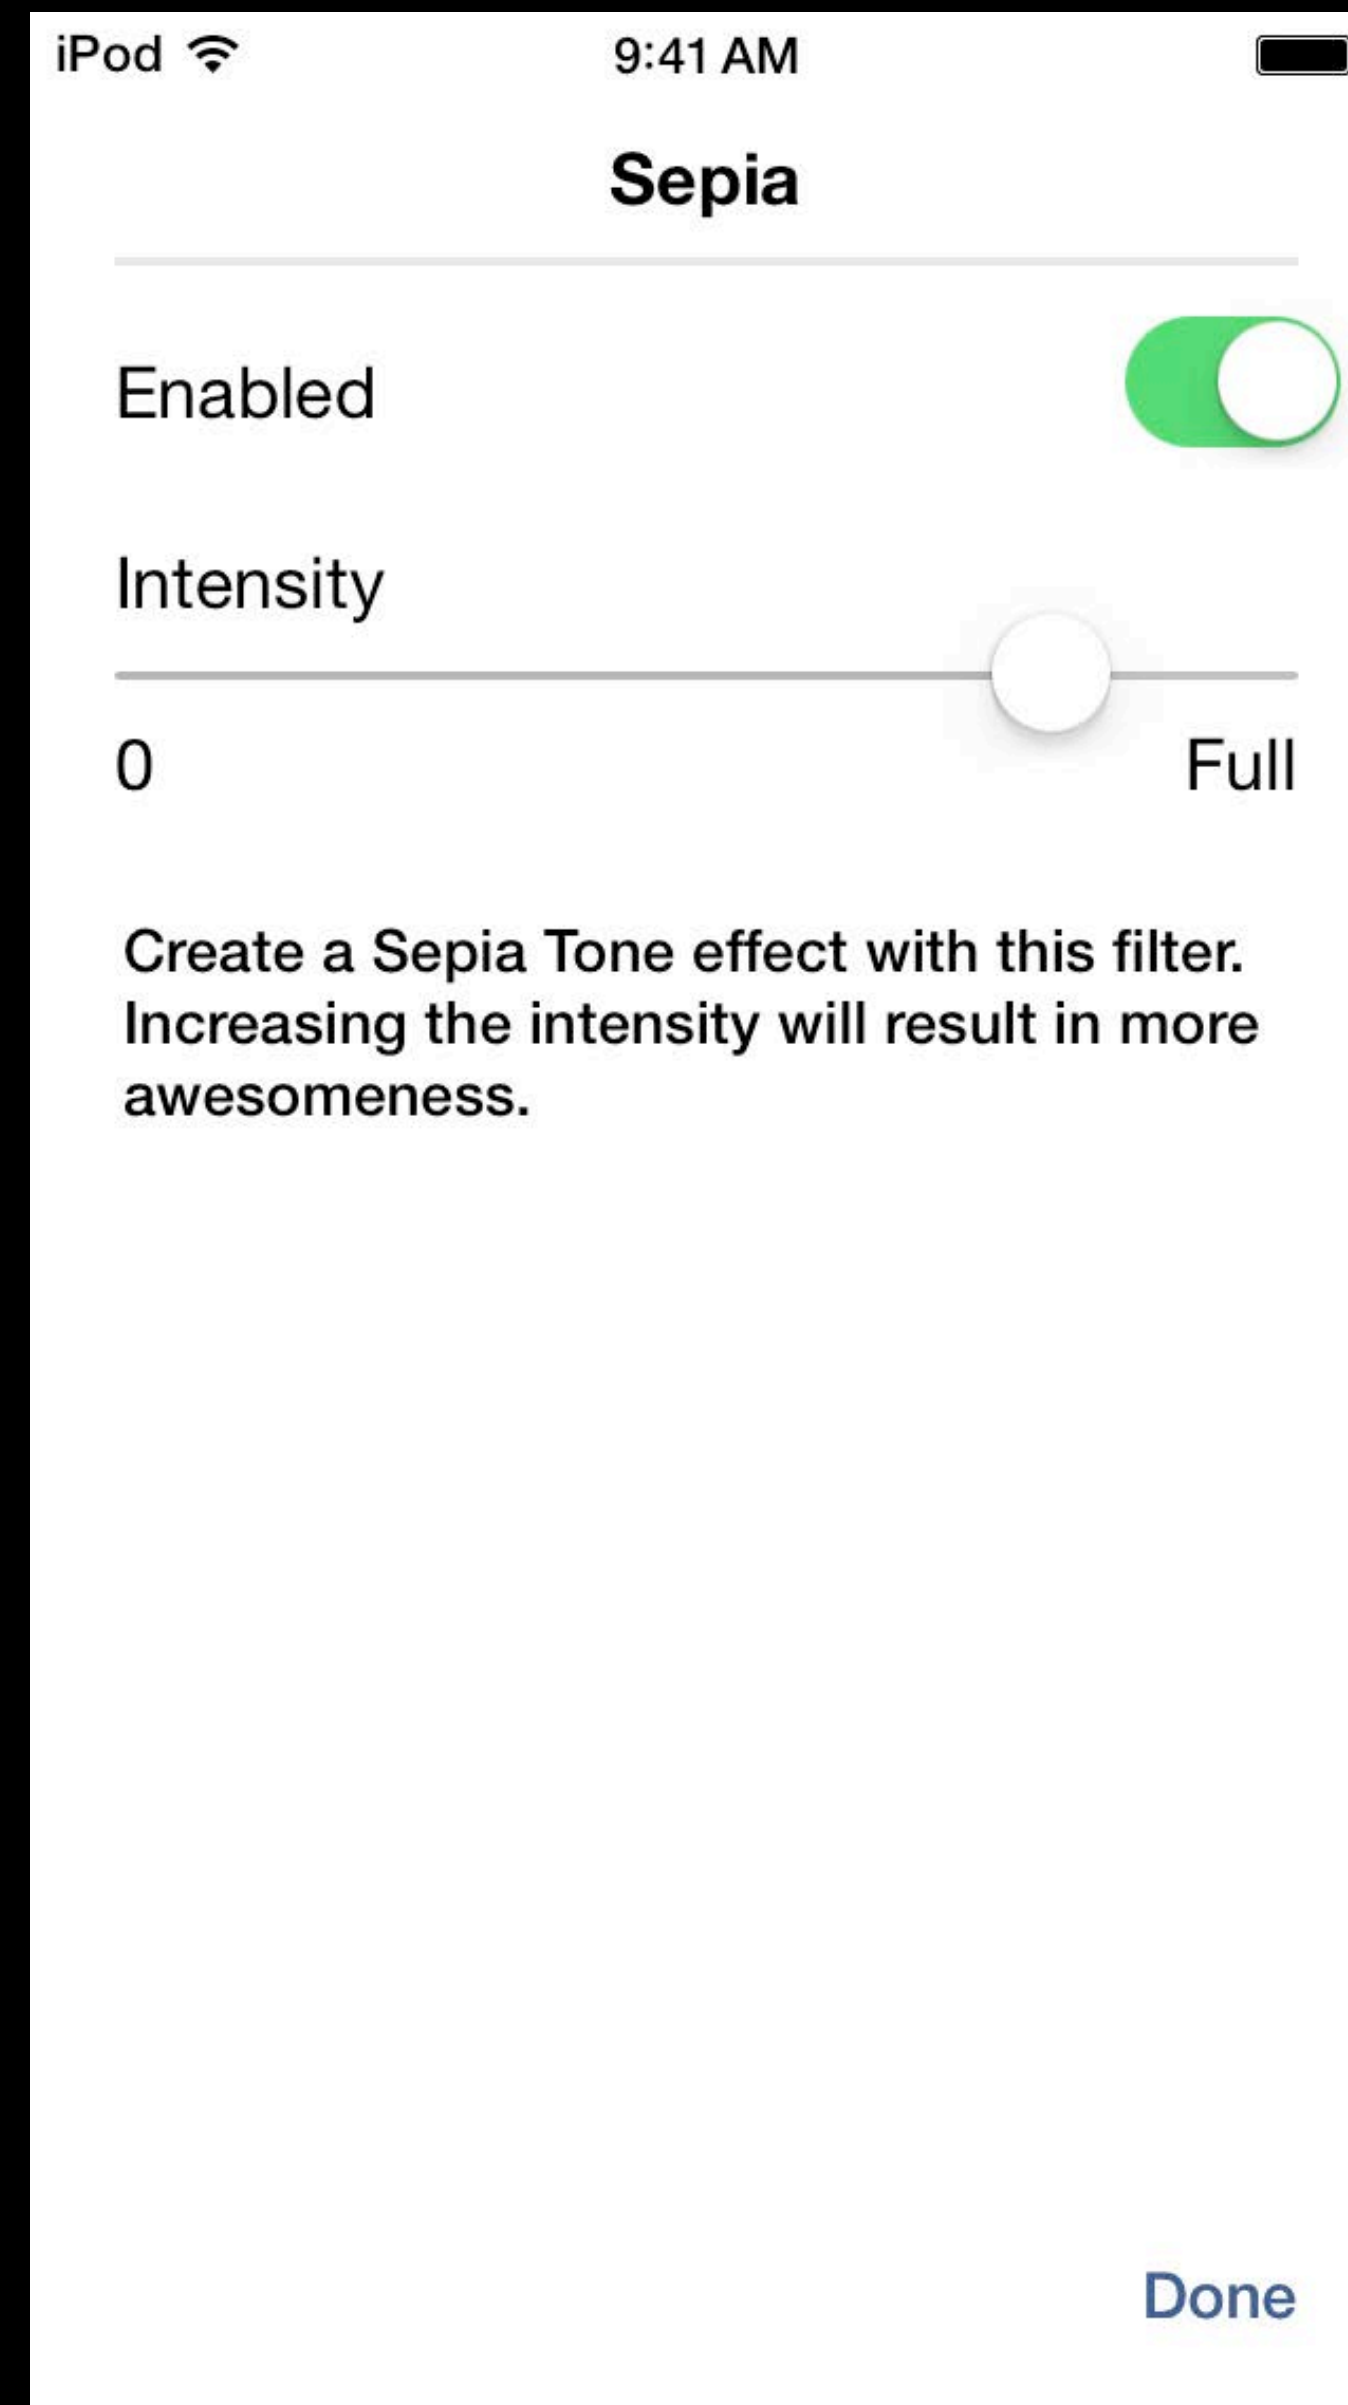 iPod 9:41 AM
Sepia
Enabled
Intensity
0 Full
Create a Sepia Tone effect with this filter.
Increasing the intensity will result in more
awesomeness.
Done